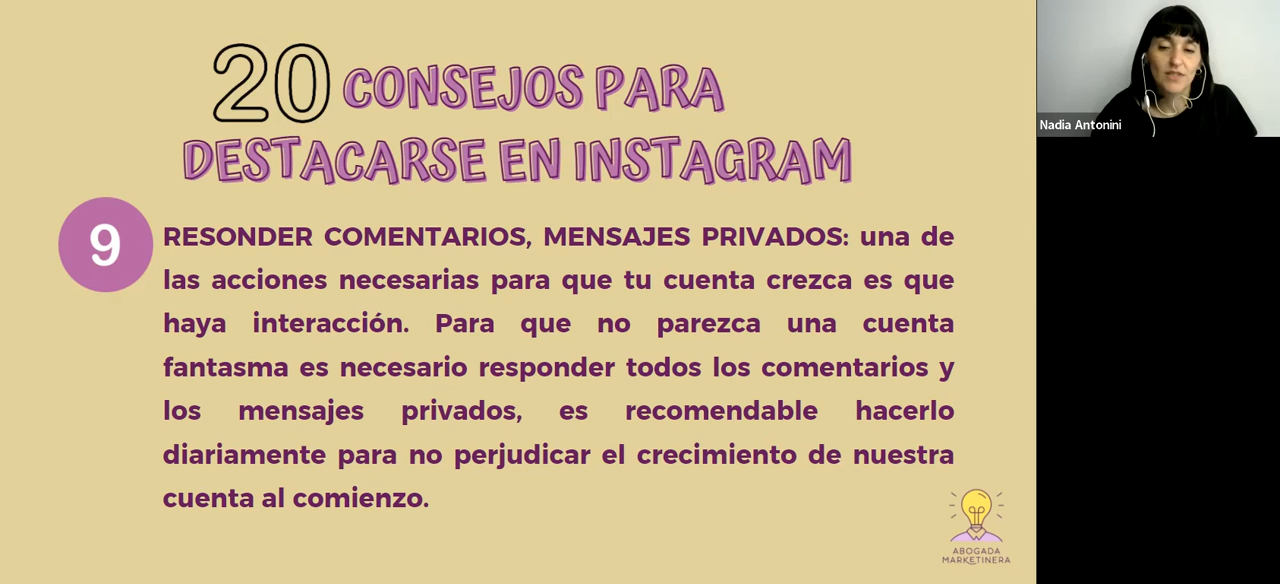 20 CONSEJOS PARA
DESTACARSE EN INSTAGRAM
9
RESONDER COMENTARIOS, MENSAJES PRIVADOS: una de
las acciones necesarias para que tu cuenta crezca es que
haya interacción. Para que no parezca una cuenta
fantasma es necesario responder todos los comentarios y
los mensajes privados, es recomendable hacerlo
diariamente para no perjudicar el crecimiento de nuestra
cuenta al comienzo.
ABOGADA
MARKETINERA
Nadia Antonini